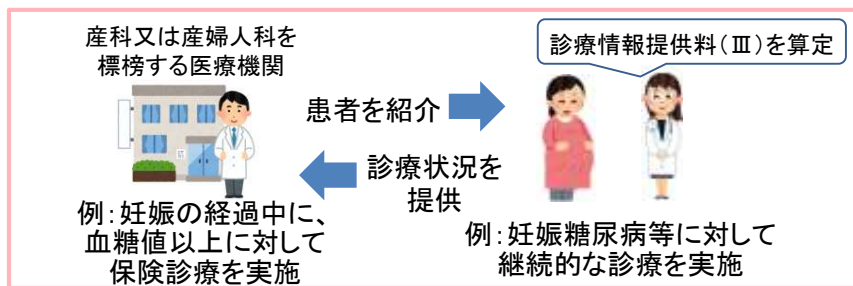 産科又は産婦人科を
標榜する医療機関
診療情報提供料(Ⅲ)を算定
患者を紹介
診療状況を
提供
例:妊娠の経過中に、
血糖値以上に対して
保険診療を実施
例:妊娠糖尿病等に対して
継続的な診療を実施